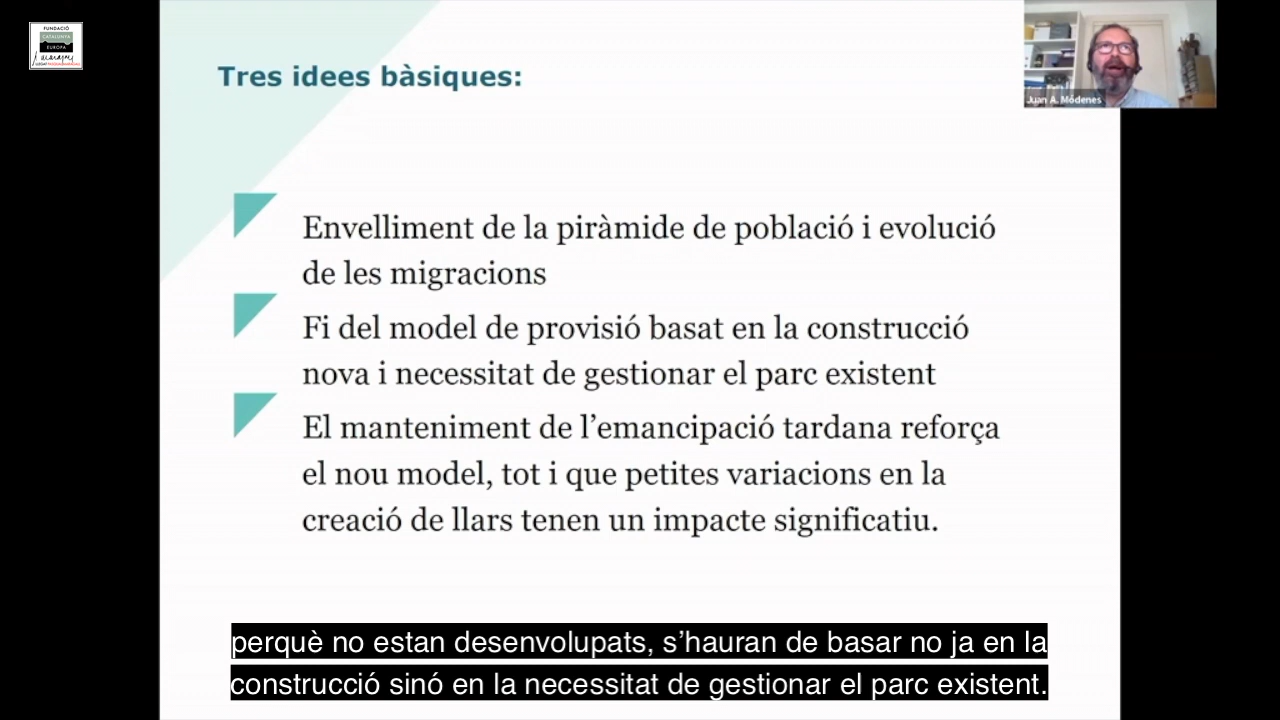 FUNDACIÓ
CATALUNYA
EUROPA
Tres idees bàsiques:
Juan A. Módenes
Envelliment de la piràmide de població i evolució
de les migracions
Fi del model de provisió basat en la construcció
nova i necessitat de gestionar el parc existent
El manteniment de l’emancipació tardana reforça
el nou model, tot i que petites variacions en la
creació de llars tenen un impacte significatiu.
perquè no estan desenvolupats, s’hauran de basar no ja en la
construcció sinó en la necessitat de gestionar el parc existent.